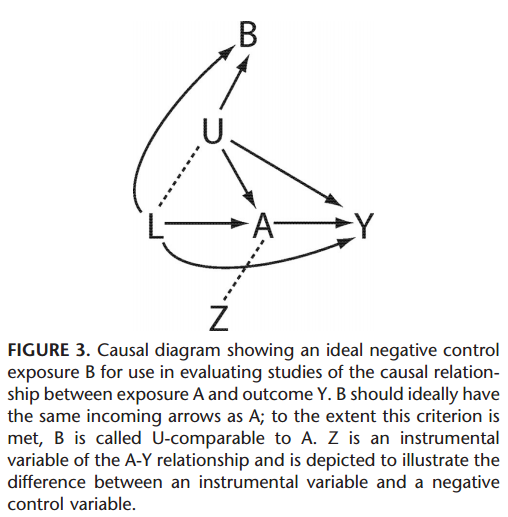 B
U
L A Y
Z
FIGURE 3. Causal diagram showing an ideal negative control
exposure B for use in evaluating studies of the causal relation-
ship between exposure A and outcome Y. B should ideally have
the same incoming arrows as A; to the extent this criterion is
met, B is called U-comparable to A. Z is an instrumental
variable of the A-Y relationship and is depicted to illustrate the
difference between an instrumental variable and a negative
control variable.